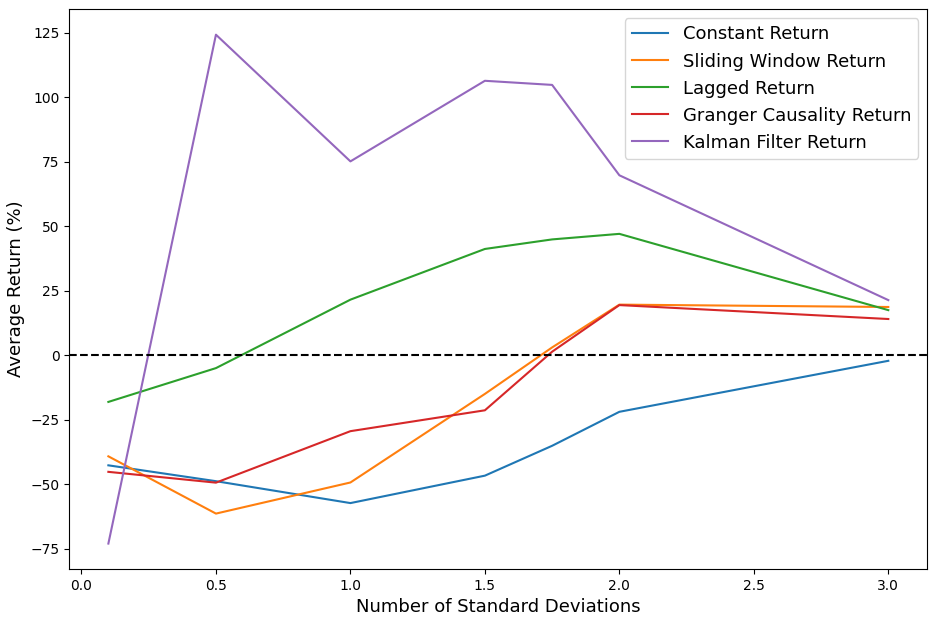 125
100
75
50
25
0
−25
−50
−75
Average Return (%)
0.0 0.5 1.0 1.5 2.0 2.5 3.0
Number of Standard Deviations
Constant Return
Sliding Window Return
Lagged Return
Granger Causality Return
Kalman Filter Return